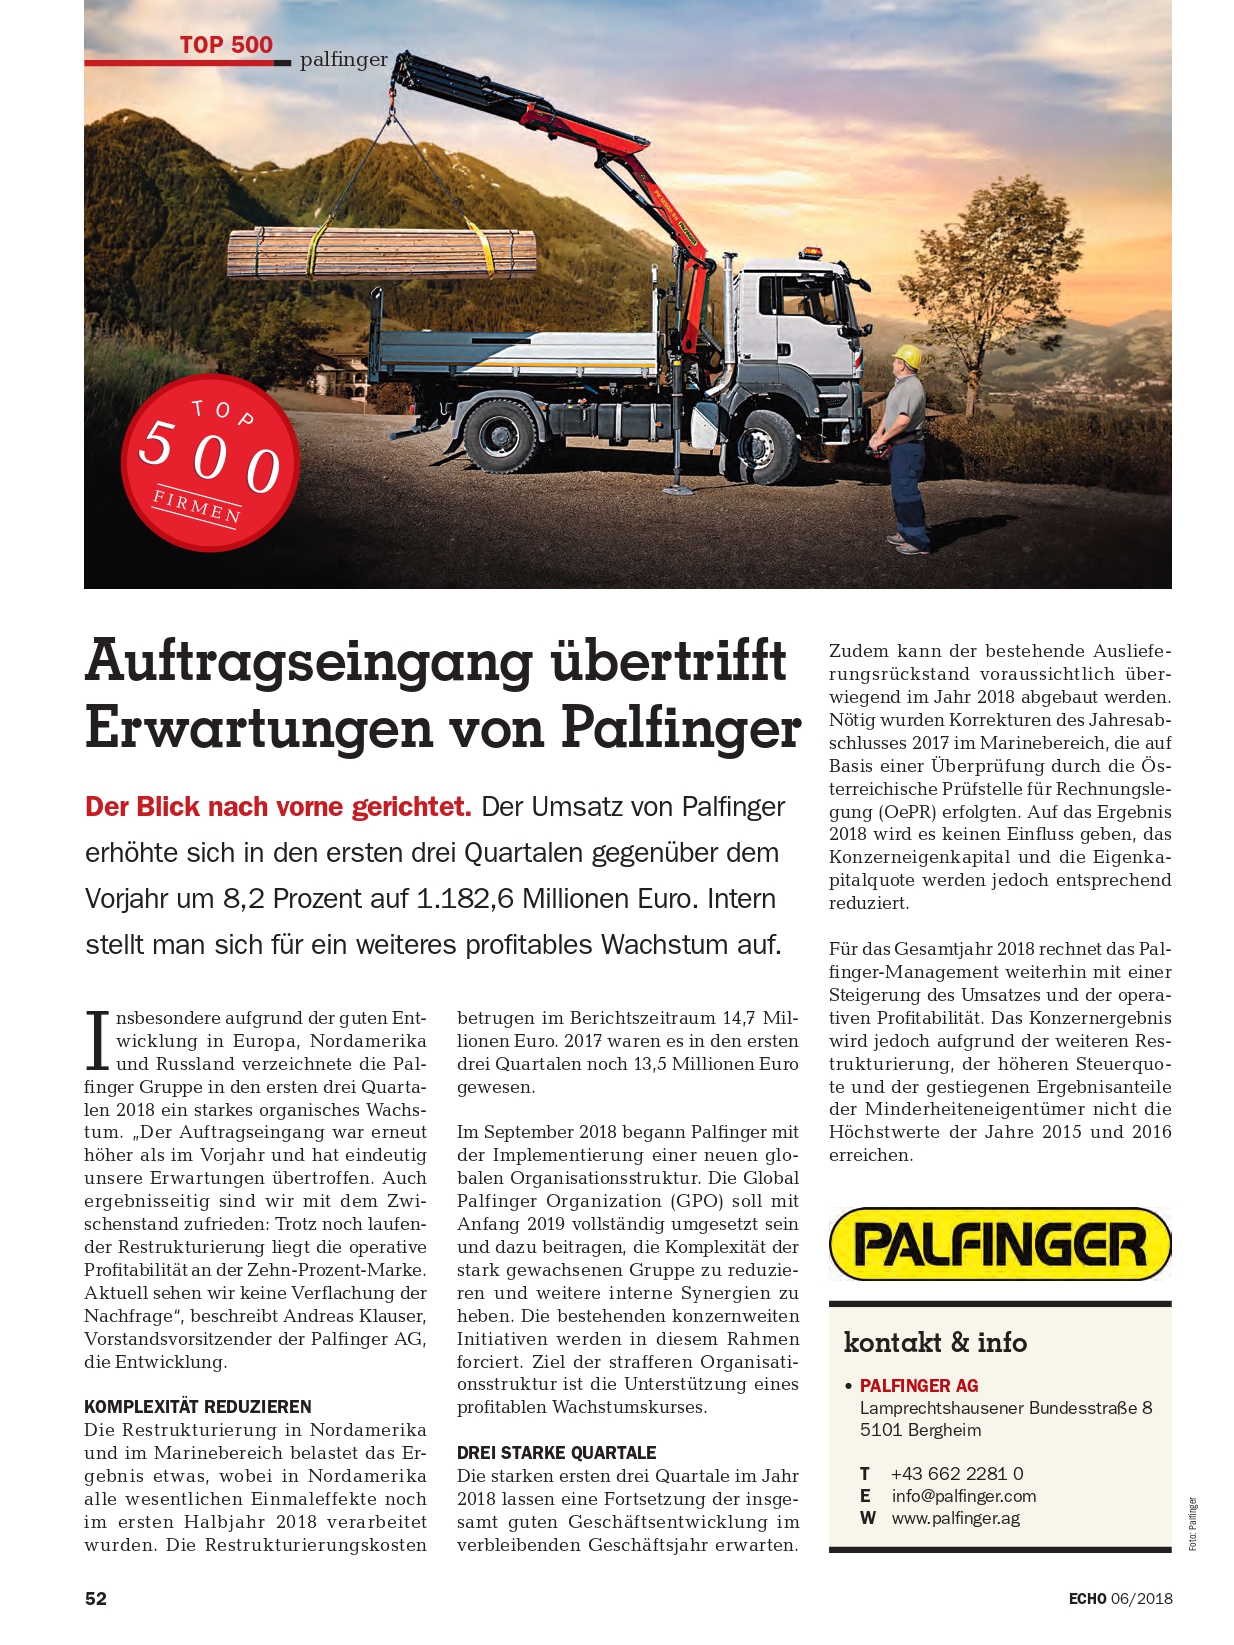 TOP 500
palfinger
PK 18002 EH
PALFINGER
TOP
500
FIRMEN
Auftragseingang übertrifft
Erwartungen von Palfinger
Der Blick nach vorne gerichtet. Der Umsatz von Palfinger
erhöhte sich in den ersten drei Quartalen gegenüber dem
Vorjahr um 8,2 Prozent auf 1.182,6 Millionen Euro. Intern
stellt man sich für ein weiteres profitables Wachstum auf.
Insbesondere aufgrund der guten Ent-
wicklung in Europa, Nordamerika
und Russland verzeichnete die Pal-
finger Gruppe in den ersten drei Quarta-
len 2018 ein starkes organisches Wachs-
tum. „Der Auftragseingang war erneut
höher als im Vorjahr und hat eindeutig
unsere Erwartungen übertroffen. Auch
ergebnisseitig sind wir mit dem Zwi-
schenstand zufrieden: Trotz noch laufen-
der Restrukturierung liegt die operative
Profitabilität an der Zehn-Prozent-Marke.
Aktuell sehen wir keine Verflachung der
Nachfrage“, beschreibt Andreas Klauser,
Vorstandsvorsitzender der Palfinger AG,
die Entwicklung.
KOMPLEXITÄT REDUZIEREN
Die Restrukturierung in Nordamerika
und im Marinebereich belastet das Er-
gebnis etwas, wobei in Nordamerika
alle wesentlichen Einmaleffekte noch
im ersten Halbjahr 2018 verarbeitet
wurden. Die Restrukturierungskosten
betrugen im Berichtszeitraum 14,7 Mil-
lionen Euro. 2017 waren es in den ersten
drei Quartalen noch 13,5 Millionen Euro
gewesen.
Im September 2018 begann Palfinger mit
der Implementierung einer neuen glo-
balen Organisationsstruktur. Die Global
Palfinger Organization (GPO) soll mit
Anfang 2019 vollständig umgesetzt sein
und dazu beitragen, die Komplexität der
stark gewachsenen Gruppe zu reduzie-
ren und weitere interne Synergien zu
heben. Die bestehenden konzernweiten
Initiativen werden in diesem Rahmen
forciert. Ziel der strafferen Organisati-
onsstruktur ist die Unterstützung eines
profitablen Wachstumskurses.
DREI STARKE QUARTALE
Die starken ersten drei Quartale im Jahr
2018 lassen eine Fortsetzung der insge-
samt guten Geschäftsentwicklung im
verbleibenden Geschäftsjahr erwarten.
Zudem kann der bestehende Ausliefe-
rungsrückstand voraussichtlich über-
wiegend im Jahr 2018 abgebaut werden.
Nötig wurden Korrekturen des Jahresab-
schlusses 2017 im Marinebereich, die auf
Basis einer Überprüfung durch die Ös-
terreichische Prüfstelle für Rechnungsle-
gung (OePR) erfolgten. Auf das Ergebnis
2018 wird es keinen Einfluss geben, das
Konzerneigenkapital und die Eigenka-
pitalquote werden jedoch entsprechend
reduziert.
Für das Gesamtjahr 2018 rechnet das Pal-
finger-Management weiterhin mit einer
Steigerung des Umsatzes und der opera-
tiven Profitabilität. Das Konzernergebnis
wird jedoch aufgrund der weiteren Res-
trukturierung, der höheren Steuerquo-
te und der gestiegenen Ergebnisanteile
der Minderheiteneigentümer nicht die
Höchstwerte der Jahre 2015 und 2016
erreichen.
PALFINGER
kontakt & info
• PALFINGER AG
Lamprechtshausener Bundesstraße 8
5101 Bergheim
T +43 662 2281 0
E info@palfinger.com
W www.palfinger.ag
Foto: Palfinger
52
ECHO 06/2018